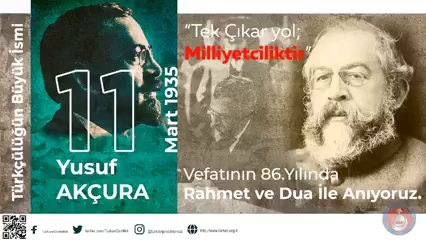 Türkçülüğün Büyük İsmi
11
Mart 1935
Yusuf
AKÇURA
“Tek Çıkar yol;
Milliyetciliktir”
Vefatının 86.Yılında
Rahmet ve Dua İle Anıyoruz.